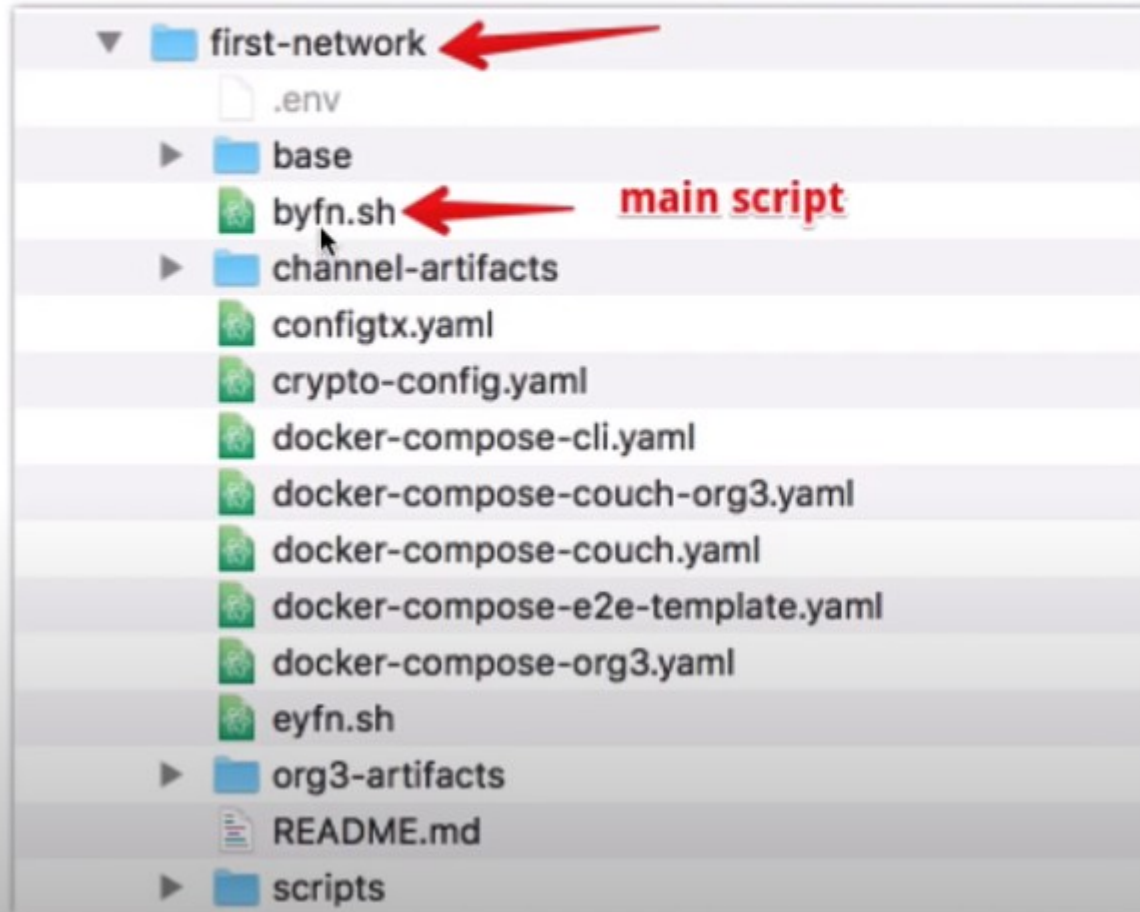 first-network
.env
base
byfn.sh main script
channel-artifacts
configtx.yaml
crypto-config.yaml
docker-compose-cli.yaml
docker-compose-couch-org3.yaml
docker-compose-couch.yaml
docker-compose-e2e-template.yaml
docker-compose-org3.yaml
eyfn.sh
org3-artifacts
README.md
scripts